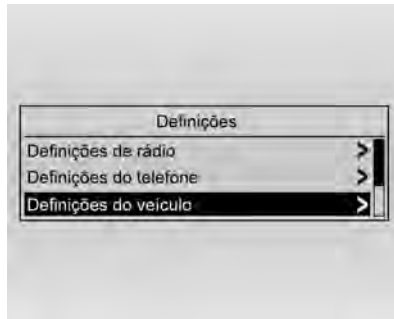 Definições
Definições de rádio >
Definições do telefone >
Definições do veículo >